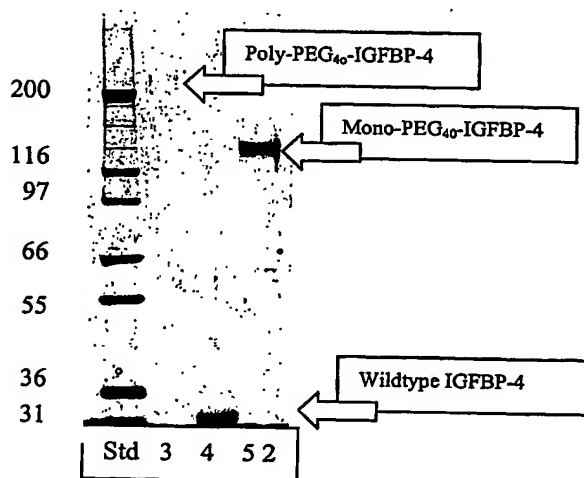 Poly-PEG₄₀-IGFBP-4
200
Mono-PEG₄₀-IGFBP-4
116
97
66
55
36
Wildtype IGFBP-4
31
Std 3 4 5 2